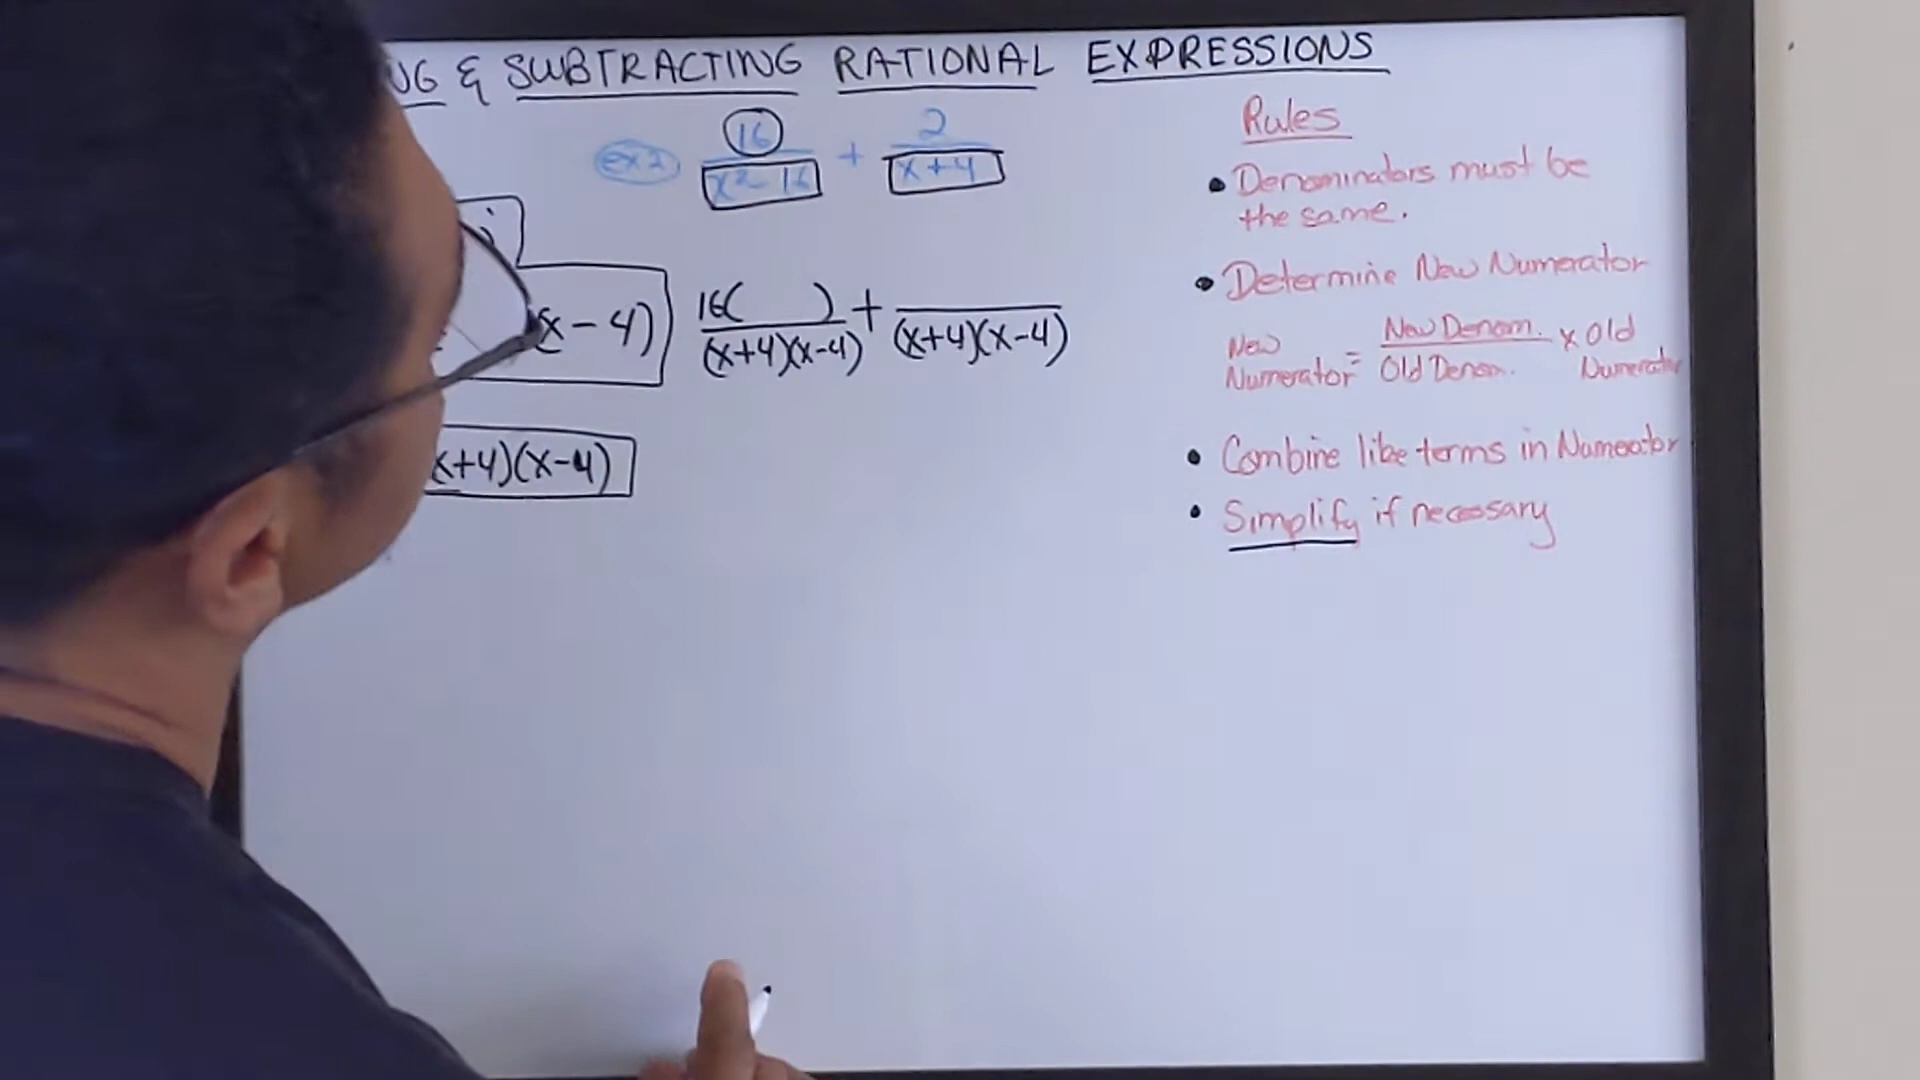 NG & SUBTRACTING RATIONAL EXPRESSIONS
ex2 16/x²-16 + 2/x+4
x-4)
16( )/(x+4)(x-4) + /(x+4)(x-4)
x+4)(x-4)
Rules
• Denominators must be
the same.
• Determine New Numerator
New Numerator = New Denom./Old Denom. x Old Numerator
• Combine like terms in Numerator
• Simplify if necessary